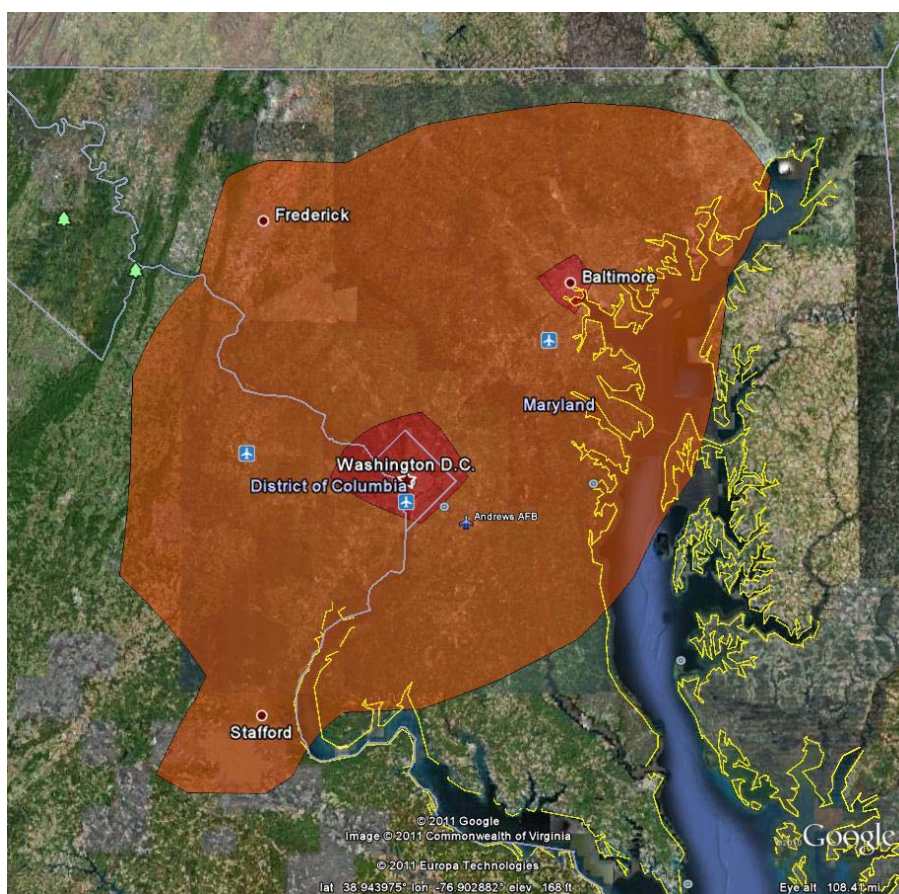 Frederick
Baltimore
Maryland
Washington D.C.
District of Columbia
Andrews AFB
Stafford
© 2011 Google
Image © 2011 Commonwealth of Virginia
© 2011 Europa Technologies
Google
lat 38.943975° lon -76.902882° elev 168 ft
Eye alt 108.41 mi